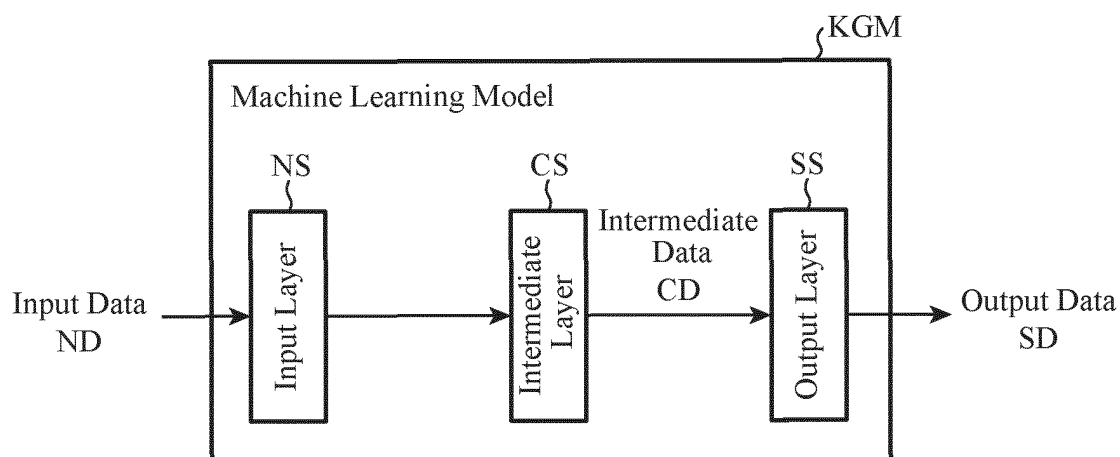 KGM
Machine Learning Model
NS
CS
SS
Intermediate
Data
CD
Input Data
ND
Input Layer
Intermediate
Layer
Output Layer
Output Data
SD